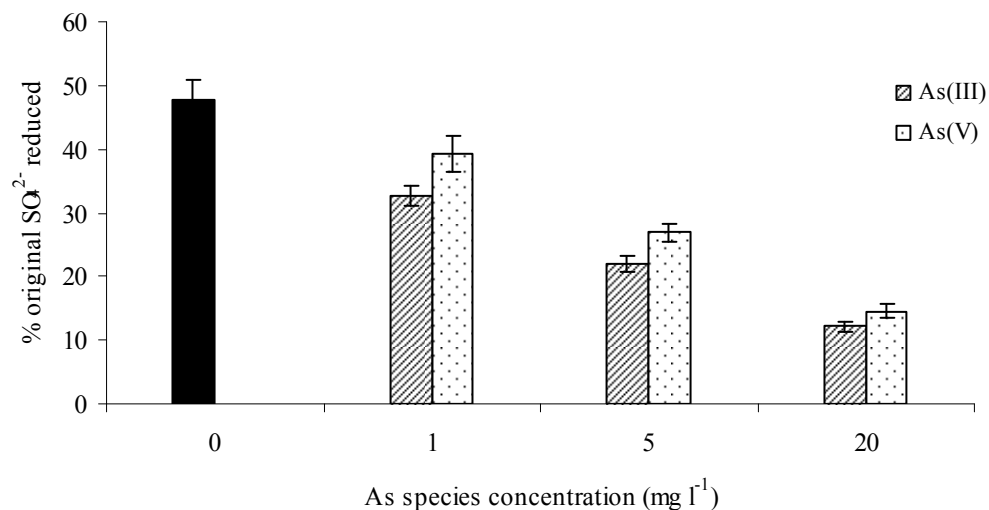 60
50
40
30
20
10
0
% original SO₄²⁻ reduced
As(III)
As(V)
0 1 5 20
As species concentration (mg l⁻¹)